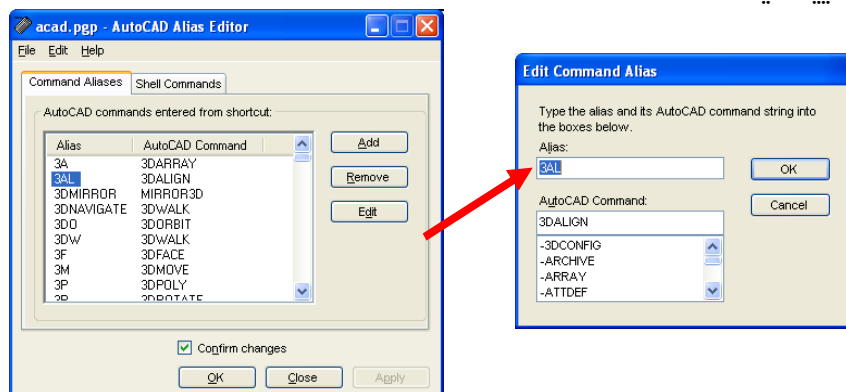 acad.pgp - AutoCAD Alias Editor
File Edit Help
Command Aliases Shell Commands
AutoCAD commands entered from shortcut:
Alias AutoCAD Command
3A 3DARRAY
3AL 3DALIGN
3DMIRROR MIRROR3D
3DNAVIGATE 3DWALK
3DO 3DORBIT
3DW 3DWALK
3F 3DFACE
3M 3DMOVE
3P 3DPOLY
3R 3DROTATE
Add
Remove
Edit
Confirm changes
OK Close Apply
Edit Command Alias
Type the alias and its AutoCAD command string into
the boxes below.
Alias:
3AL
OK
AutoCAD Command:
Cancel
3DALIGN
-3DCONFIG
-ARCHIVE
-ARRAY
-ATTDEF